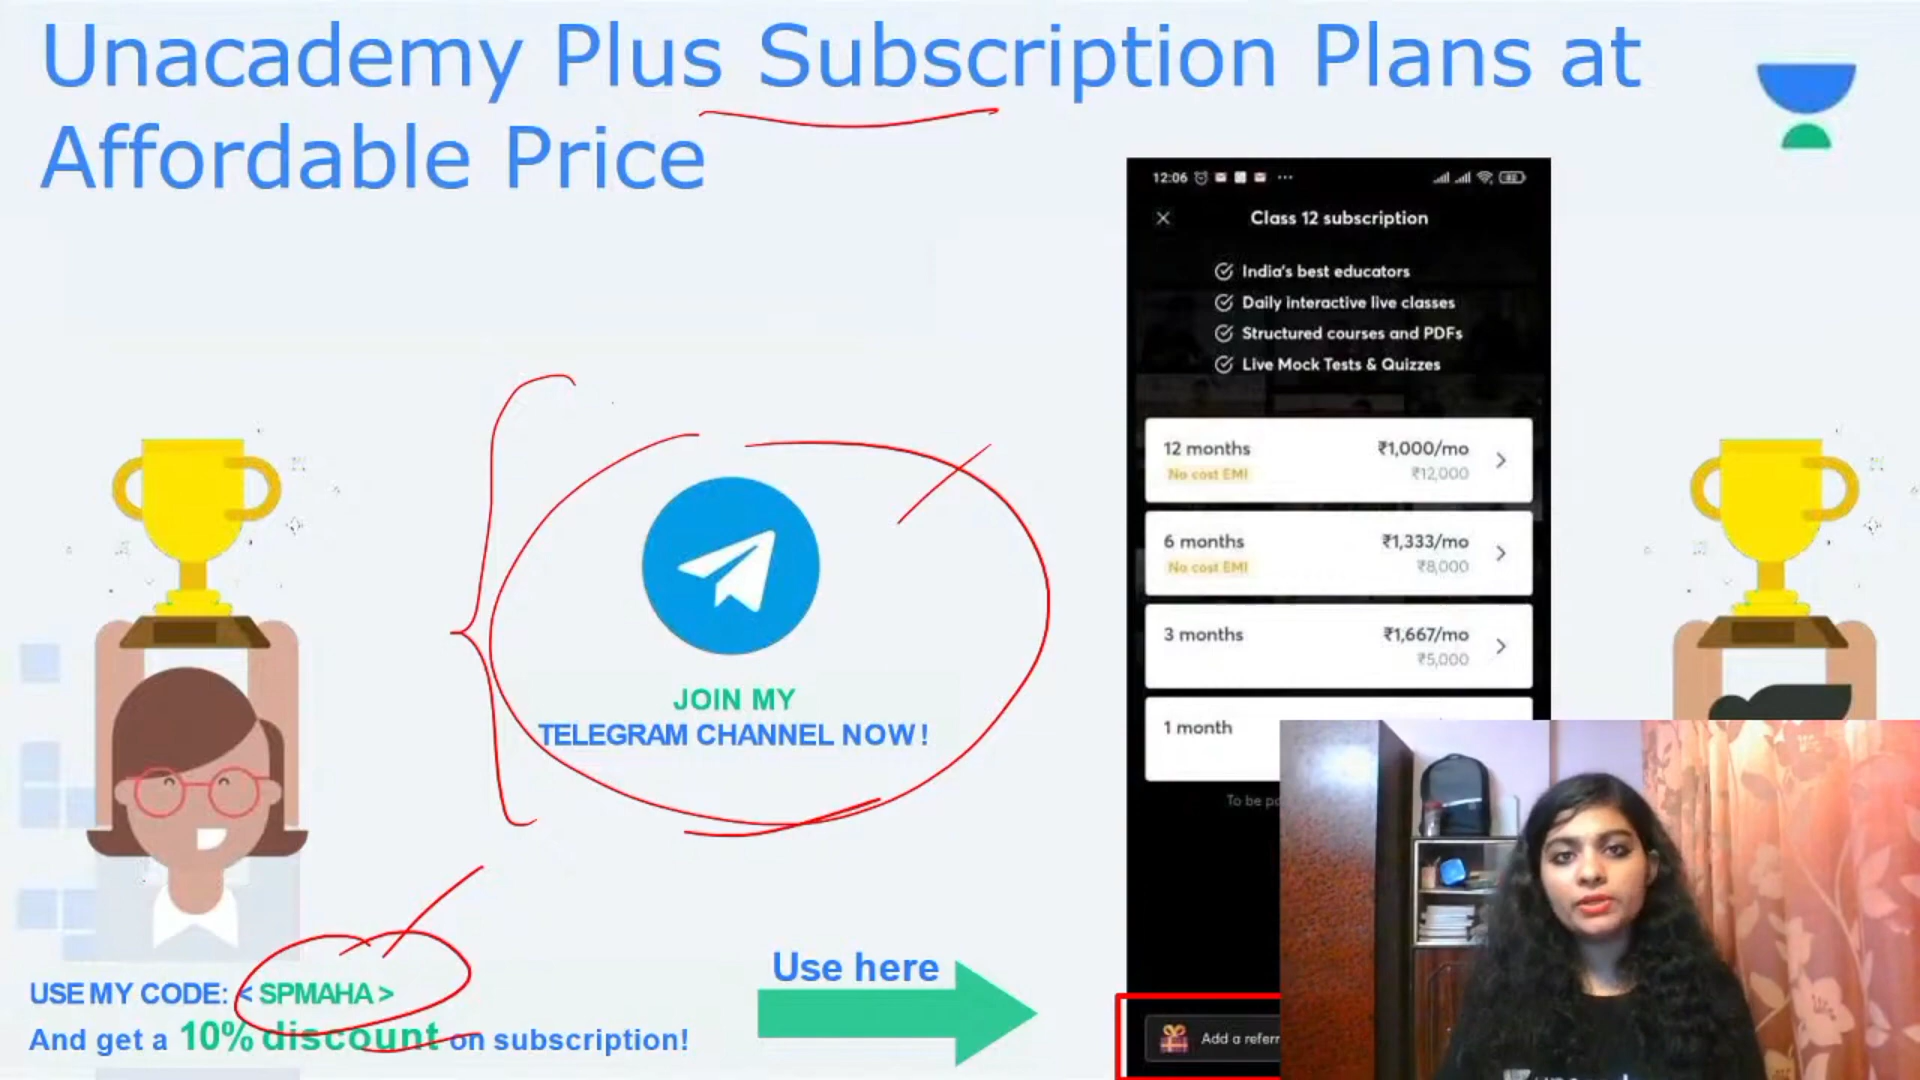 Unacademy Plus Subscription Plans at
Affordable Price
12:06
Class 12 subscription
India's best educators
Daily interactive live classes
Structured courses and PDFs
Live Mock Tests & Quizzes
12 months ₹1,000/mo
No cost EMI ₹12,000
6 months ₹1,333/mo
No cost EMI ₹8,000
3 months ₹1,667/mo
₹5,000
1 month
To be
JOIN MY
TELEGRAM CHANNEL NOW!
USE MY CODE: < SPMAHA >
And get a 10% discount on subscription!
Use here
Add a